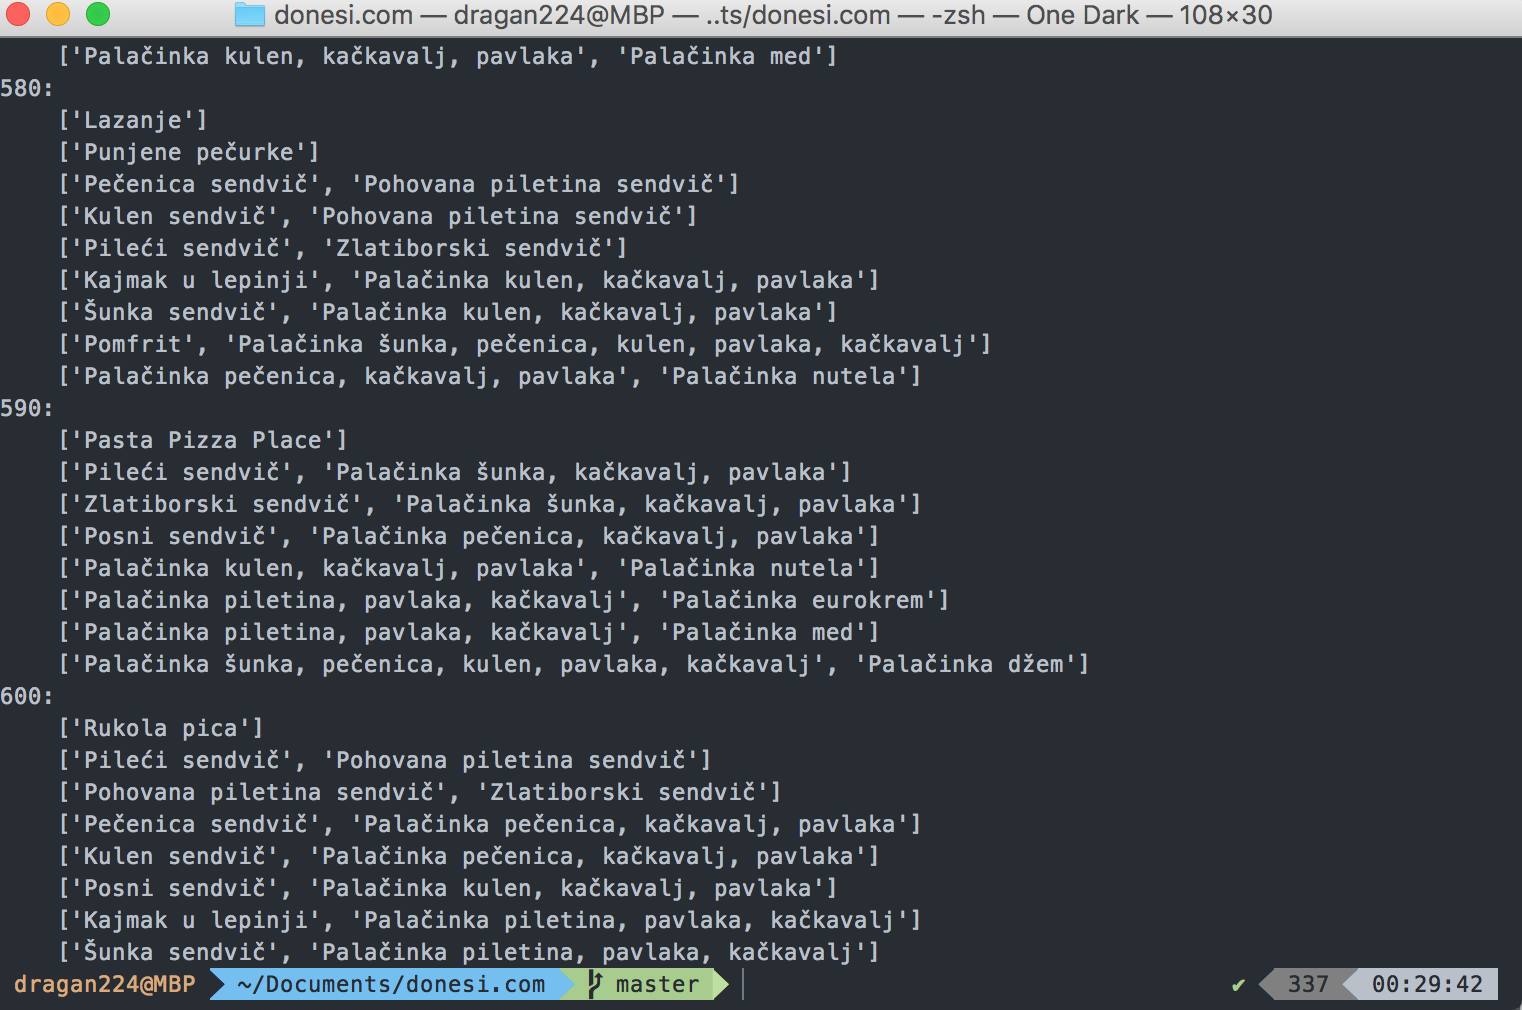 donesi.com — dragan224@MBP — ..ts/donesi.com — -zsh — One Dark — 108×30
['Palačinka kulen, kačkavalj, pavlaka', 'Palačinka med']
580:
['Lazanje']
['Punjene pečurke']
['Pečenica sendvič', 'Pohovana piletina sendvič']
['Kulen sendvič', 'Pohovana piletina sendvič']
['Pileći sendvič', 'Zlatiborski sendvič']
['Kajmak u lepinji', 'Palačinka kulen, kačkavalj, pavlaka']
['Šunka sendvič', 'Palačinka kulen, kačkavalj, pavlaka']
['Pomfrit', 'Palačinka šunka, pečenica, kulen, pavlaka, kačkavalj']
['Palačinka pečenica, kačkavalj, pavlaka', 'Palačinka nutela']
590:
['Pasta Pizza Place']
['Pileći sendvič', 'Palačinka šunka, kačkavalj, pavlaka']
['Zlatiborski sendvič', 'Palačinka šunka, kačkavalj, pavlaka']
['Posni sendvič', 'Palačinka pečenica, kačkavalj, pavlaka']
['Palačinka kulen, kačkavalj, pavlaka', 'Palačinka nutela']
['Palačinka piletina, pavlaka, kačkavalj', 'Palačinka eurokrem']
['Palačinka piletina, pavlaka, kačkavalj', 'Palačinka med']
['Palačinka šunka, pečenica, kulen, pavlaka, kačkavalj', 'Palačinka džem']
600:
['Rukola pica']
['Pileći sendvič', 'Pohovana piletina sendvič']
['Pohovana piletina sendvič', 'Zlatiborski sendvič']
['Pečenica sendvič', 'Palačinka pečenica, kačkavalj, pavlaka']
['Kulen sendvič', 'Palačinka pečenica, kačkavalj, pavlaka']
['Posni sendvič', 'Palačinka kulen, kačkavalj, pavlaka']
['Kajmak u lepinji', 'Palačinka piletina, pavlaka, kačkavalj']
['Šunka sendvič', 'Palačinka piletina, pavlaka, kačkavalj']
dragan224@MBP ~/Documents/donesi.com master ✔ 337 00:29:42